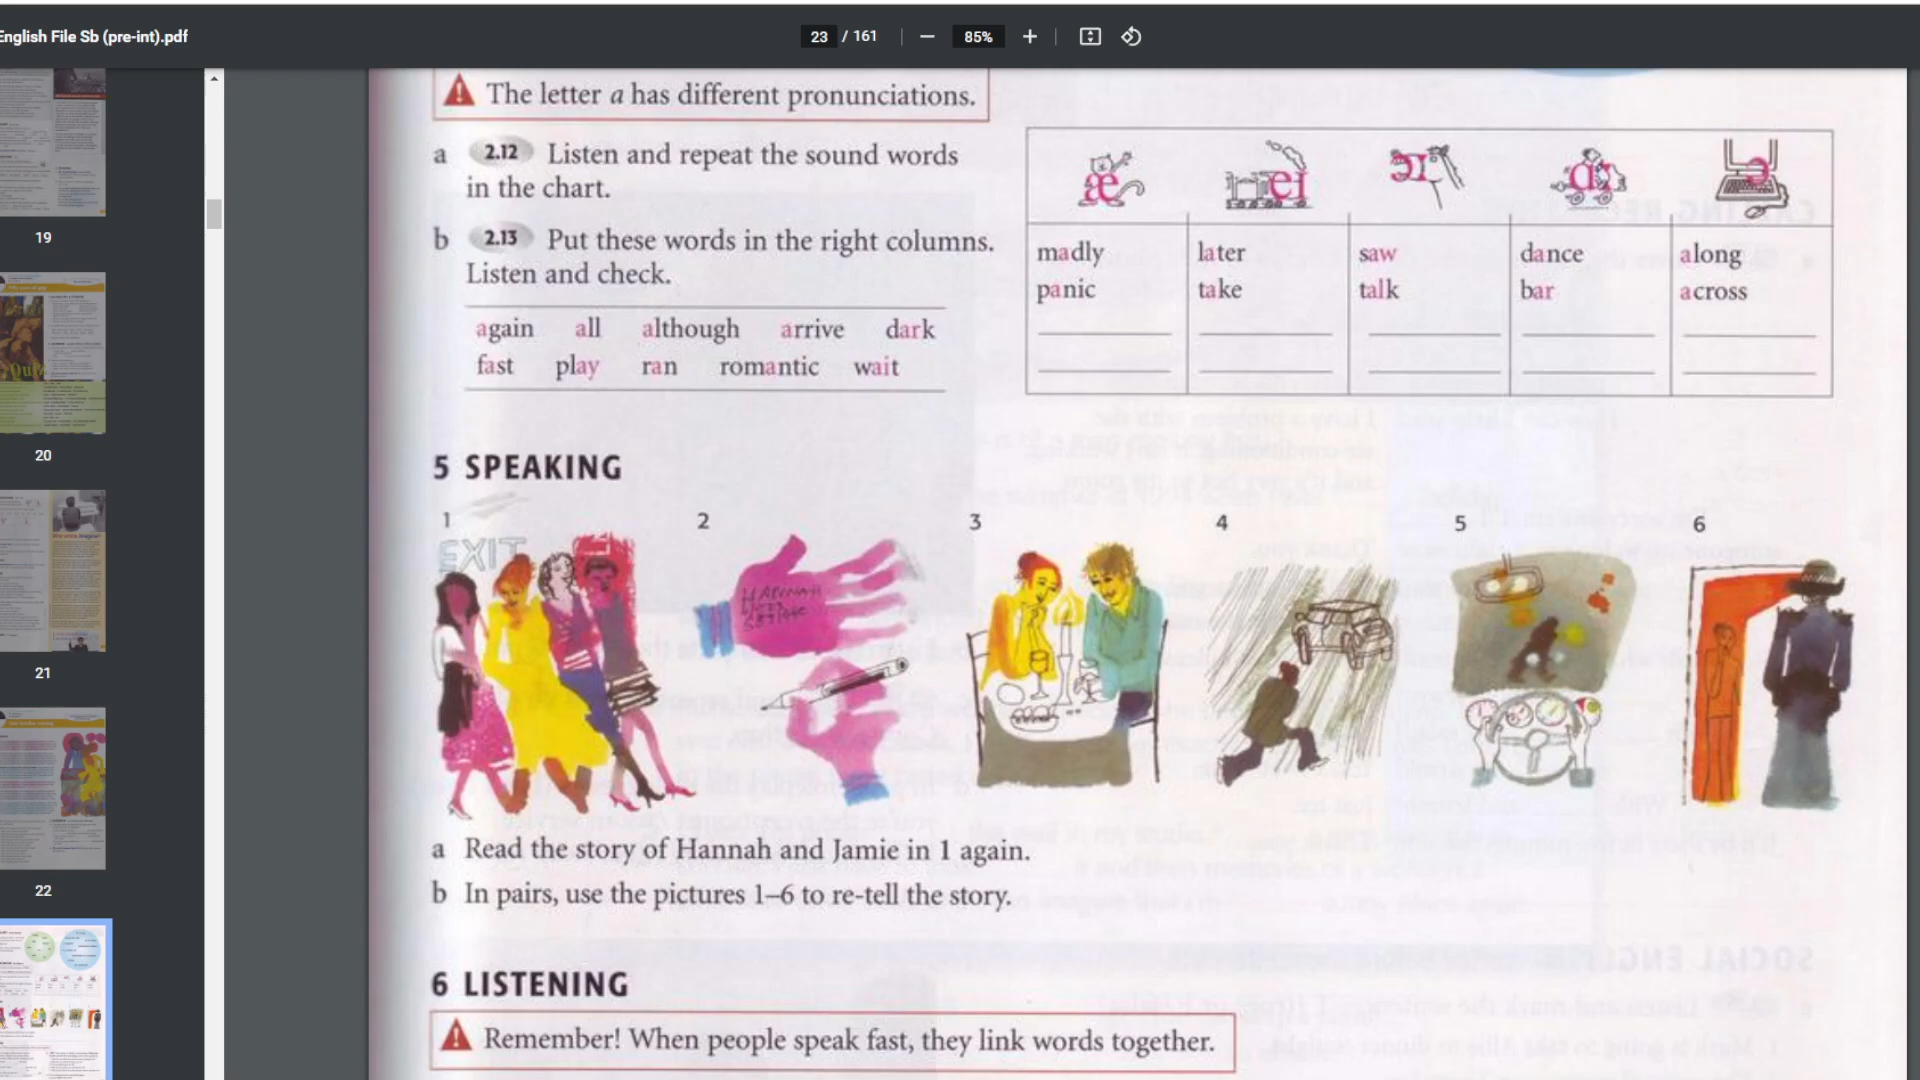 English File Sb (pre-int).pdf
23 / 161
85%
19
20
21
22
The letter a has different pronunciations.
a 2.12 Listen and repeat the sound words
in the chart.
b 2.13 Put these words in the right columns.
Listen and check.
again all although arrive dark
fast play ran romantic wait
æ eɪ ɔː ɑː ə
madly later saw dance along
panic take talk bar across
5 SPEAKING
1 2 3 4 5 6
EXIT
HANNAH
a Read the story of Hannah and Jamie in 1 again.
b In pairs, use the pictures 1–6 to re-tell the story.
6 LISTENING
Remember! When people speak fast, they link words together.